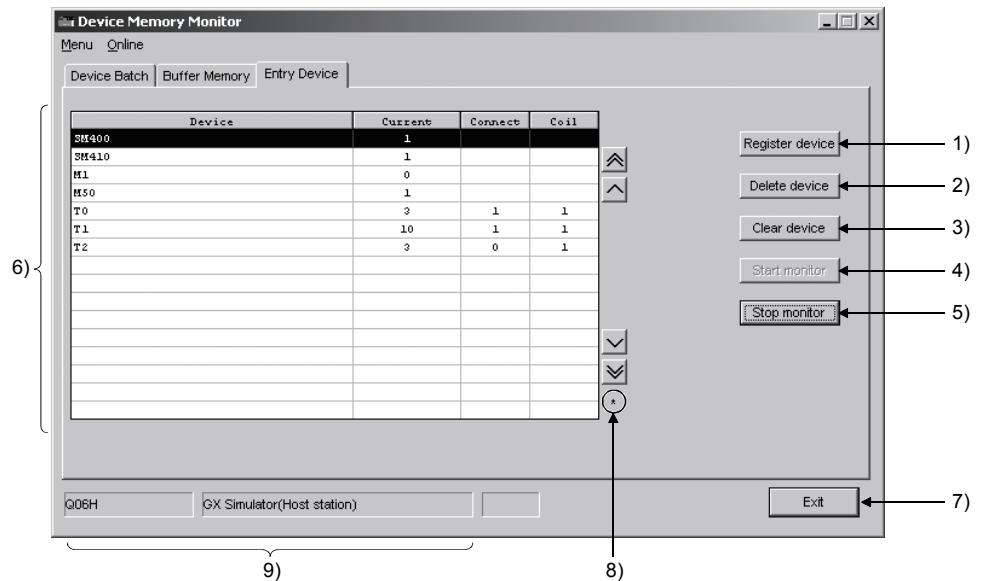 Device Memory Monitor
Menu Online
Device Batch Buffer Memory Entry Device
Device Current Connect Coil
SM400 1
SM410 1
M1 0
M50 1
T0 3 1 1
T1 10 1 1
T2 3 0 1
Register device 1)
Delete device 2)
Clear device 3)
Start monitor 4)
Stop monitor 5)
6)
*
Q06H GX Simulator(Host station) Exit 7)
9) 8)